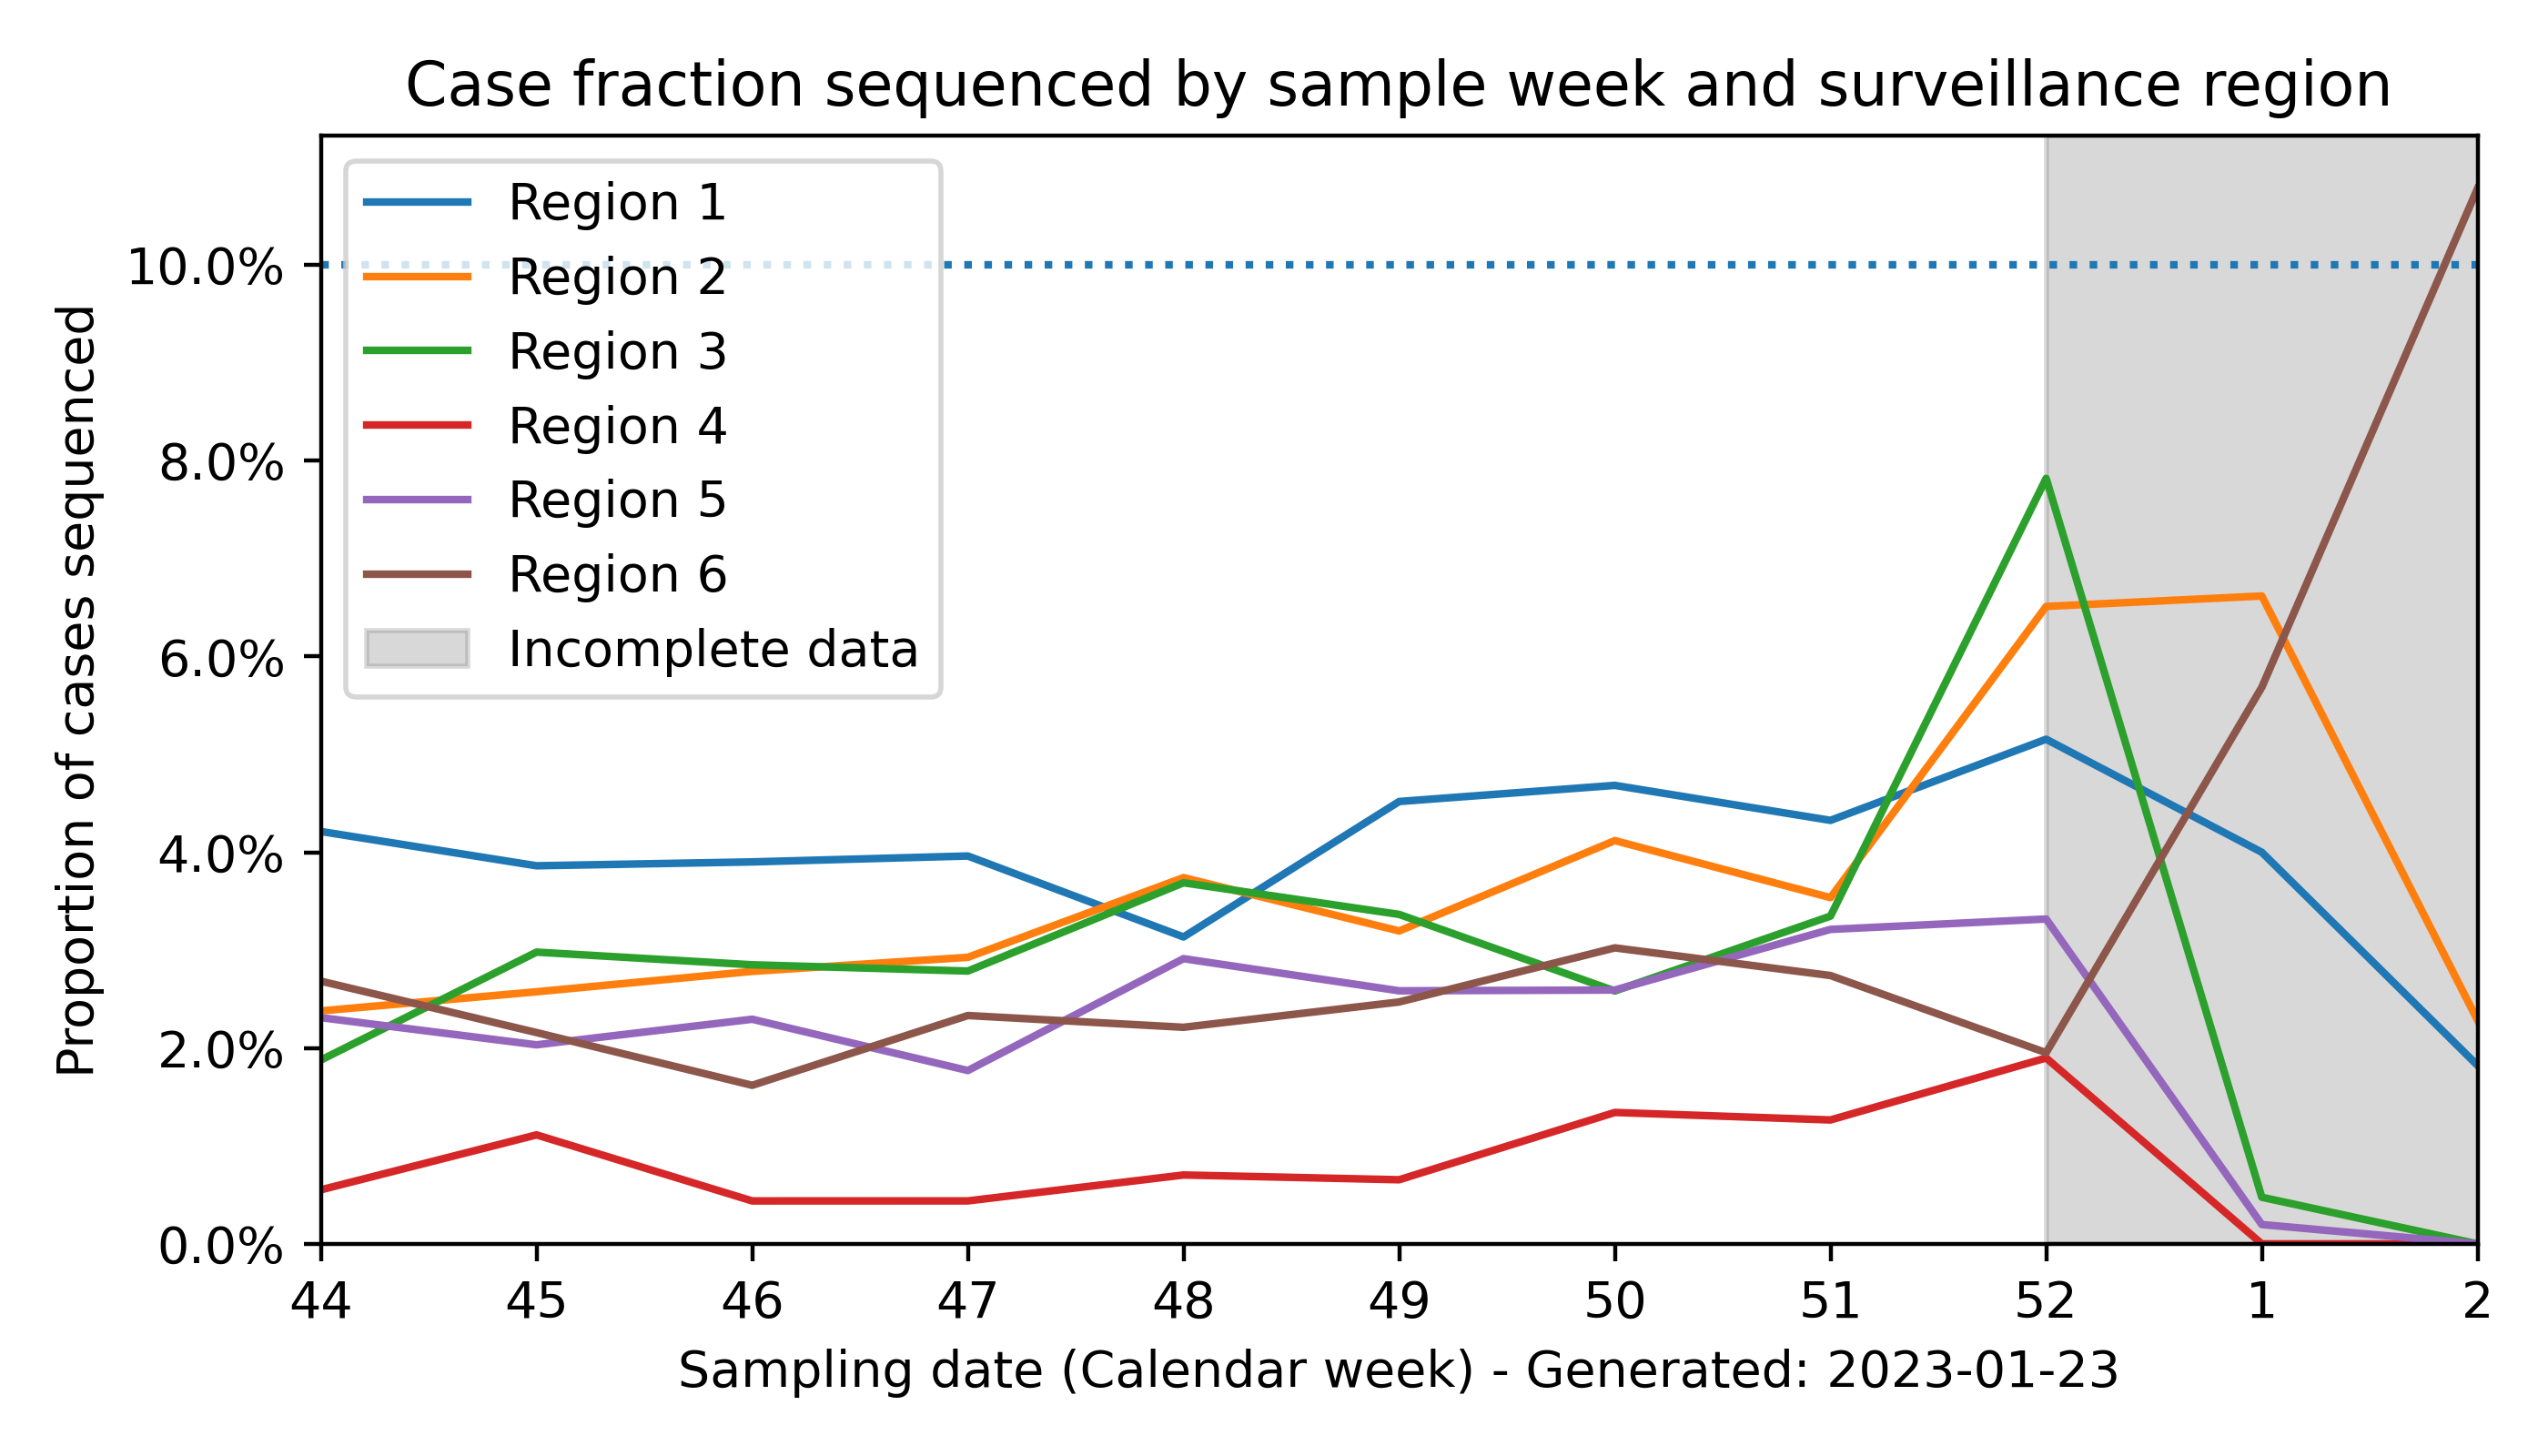 Case fraction sequenced by sample week and surveillance region
Region 1
Region 2
Region 3
Region 4
Region 5
Region 6
Incomplete data
Proportion of cases sequenced
10.0%
8.0%
6.0%
4.0%
2.0%
0.0%
44 45 46 47 48 49 50 51 52 1 2
Sampling date (Calendar week) - Generated: 2023-01-23